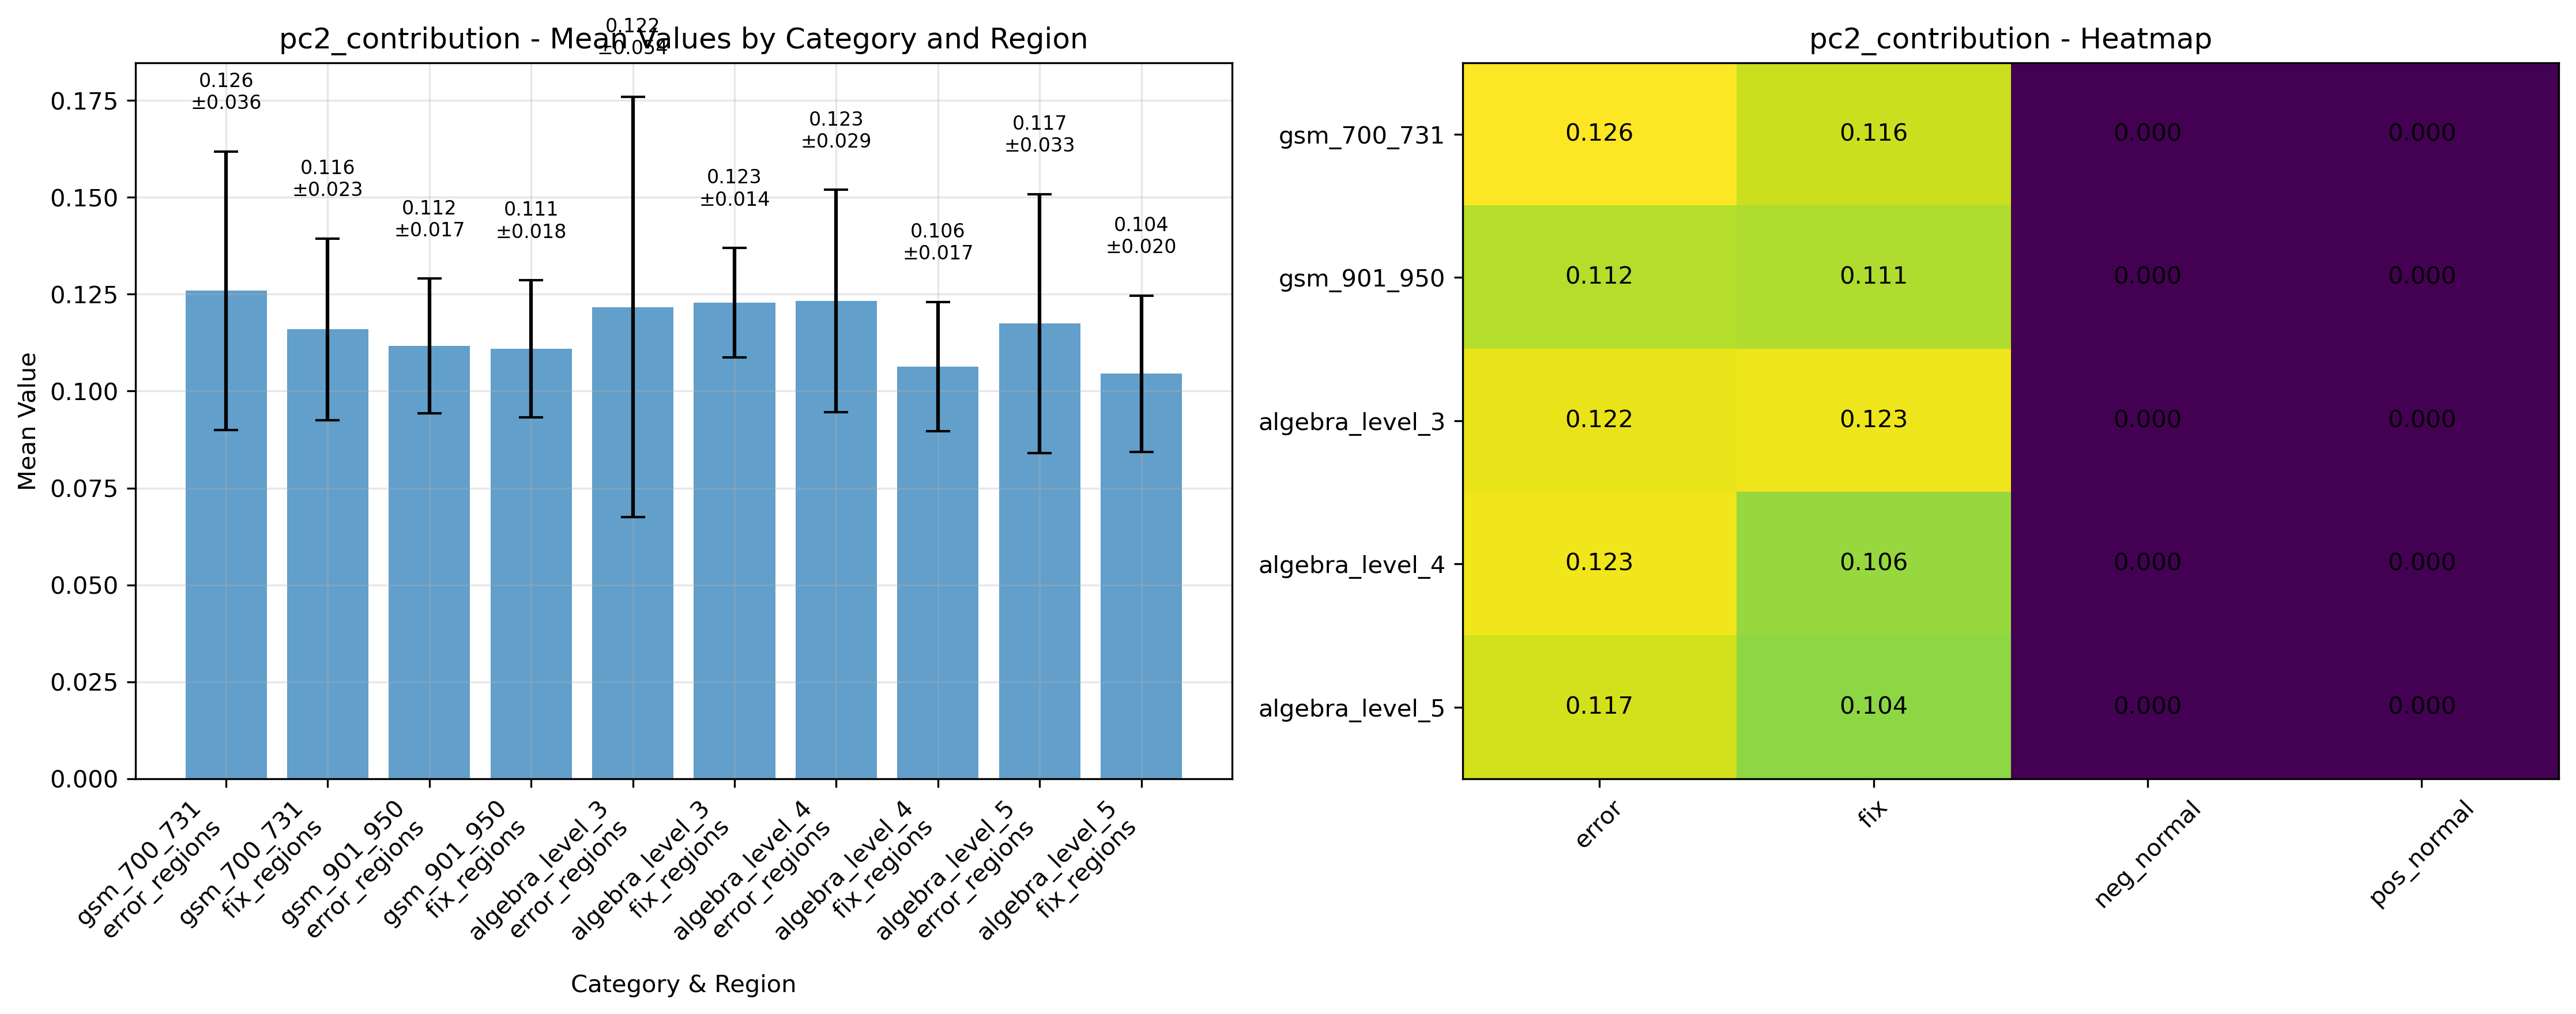 pc2_contribution - Mean Values by Category and Region
0.122
±0.054
0.126
±0.036
0.116
±0.023
0.112
±0.017
0.111
±0.018
0.123
±0.014
0.123
±0.029
0.106
±0.017
0.117
±0.033
0.104
±0.020
Mean Value
0.175
0.150
0.125
0.100
0.075
0.050
0.025
0.000
gsm_700_731
error_regions
gsm_700_731
fix_regions
gsm_901_950
error_regions
gsm_901_950
fix_regions
algebra_level_3
error_regions
algebra_level_3
fix_regions
algebra_level_4
error_regions
algebra_level_4
fix_regions
algebra_level_5
error_regions
algebra_level_5
fix_regions
Category & Region
pc2_contribution - Heatmap
gsm_700_731 0.126 0.116 0.000 0.000
gsm_901_950 0.112 0.111 0.000 0.000
algebra_level_3 0.122 0.123 0.000 0.000
algebra_level_4 0.123 0.106 0.000 0.000
algebra_level_5 0.117 0.104 0.000 0.000
error fix neg_normal pos_normal